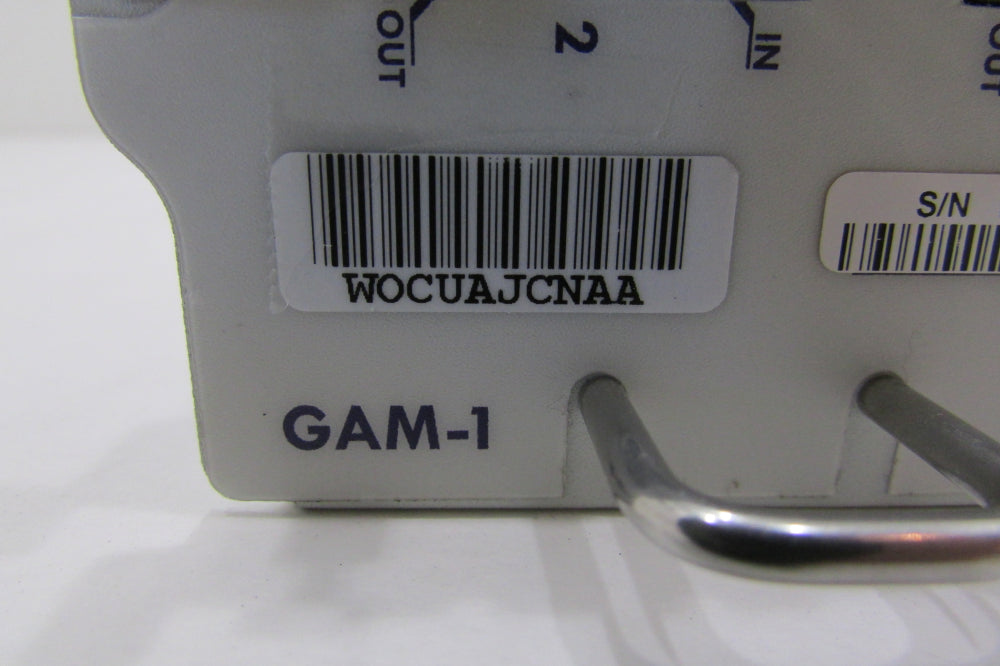 OUT
2
IN
OUT
WOCUAJCNAA
S/N
GAM-1